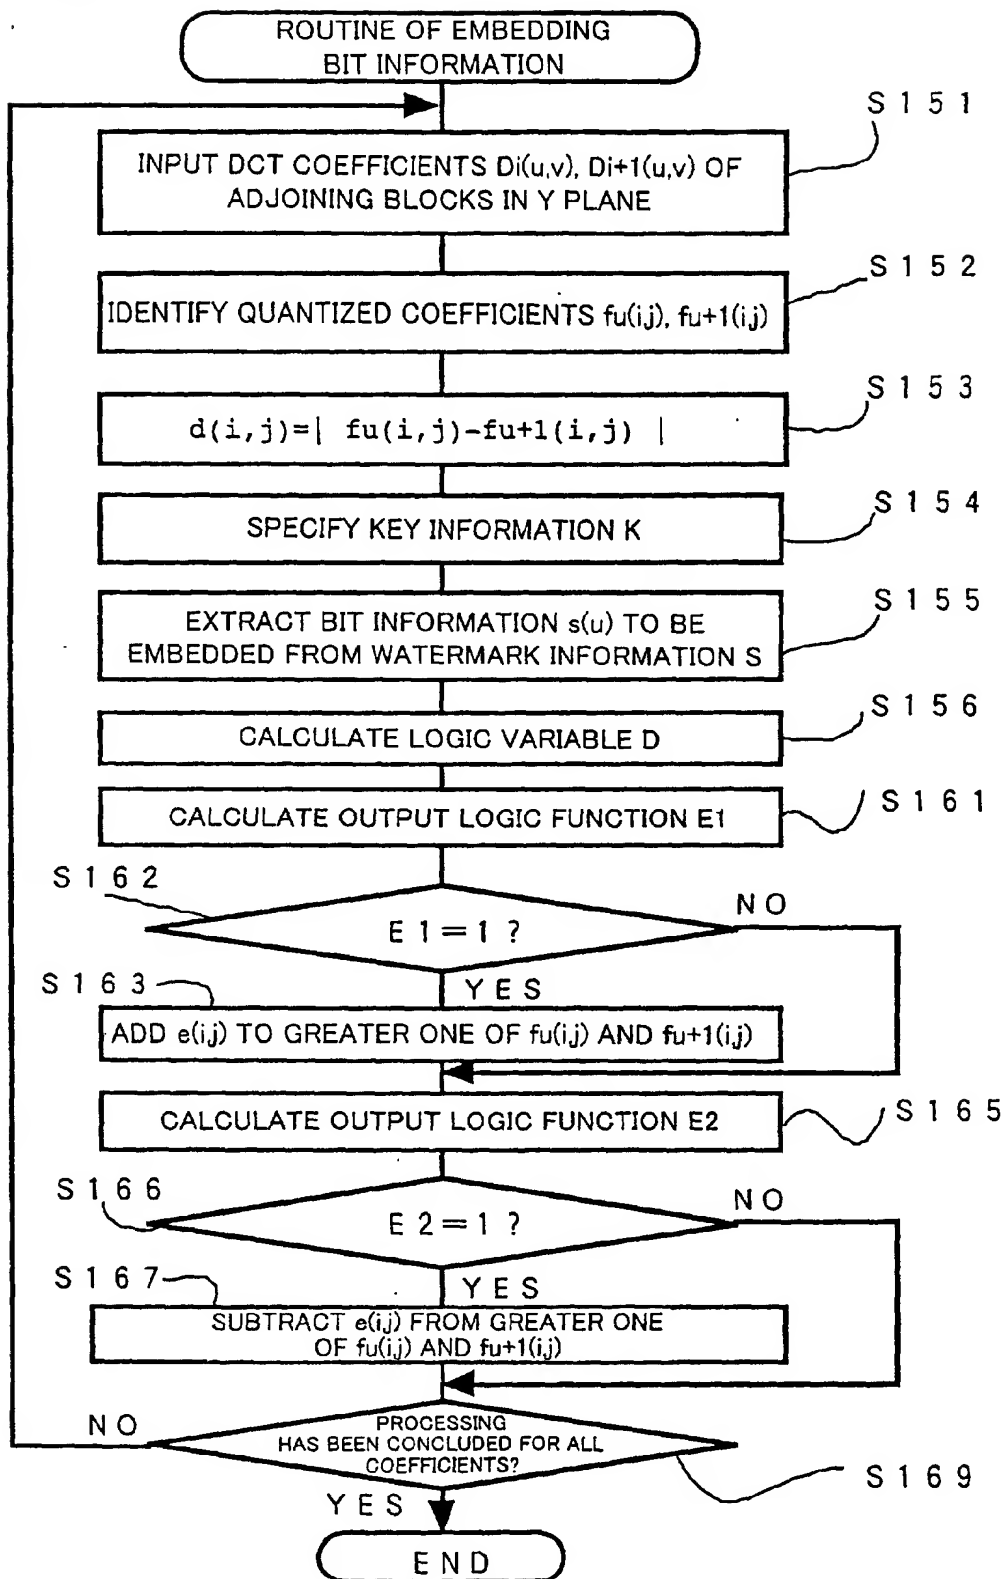 ROUTINE OF EMBEDDING
BIT INFORMATION
S151
INPUT DCT COEFFICIENTS Di(u,v), Di+1(u,v) OF
ADJOINING BLOCKS IN Y PLANE
S152
IDENTIFY QUANTIZED COEFFICIENTS fu(i,j), fu+1(i,j)
S153
d(i,j)=| fu(i,j)-fu+1(i,j) |
S154
SPECIFY KEY INFORMATION K
S155
EXTRACT BIT INFORMATION s(u) TO BE
EMBEDDED FROM WATERMARK INFORMATION S
S156
CALCULATE LOGIC VARIABLE D
S161
CALCULATE OUTPUT LOGIC FUNCTION E1
S162
E1=1?
NO
YES
S163
ADD e(i,j) TO GREATER ONE OF fu(i,j) AND fu+1(i,j)
S165
CALCULATE OUTPUT LOGIC FUNCTION E2
S166
E2=1?
NO
YES
S167
SUBTRACT e(i,j) FROM GREATER ONE
OF fu(i,j) AND fu+1(i,j)
NO
PROCESSING
HAS BEEN CONCLUDED FOR ALL
COEFFICIENTS?
S169
YES
END